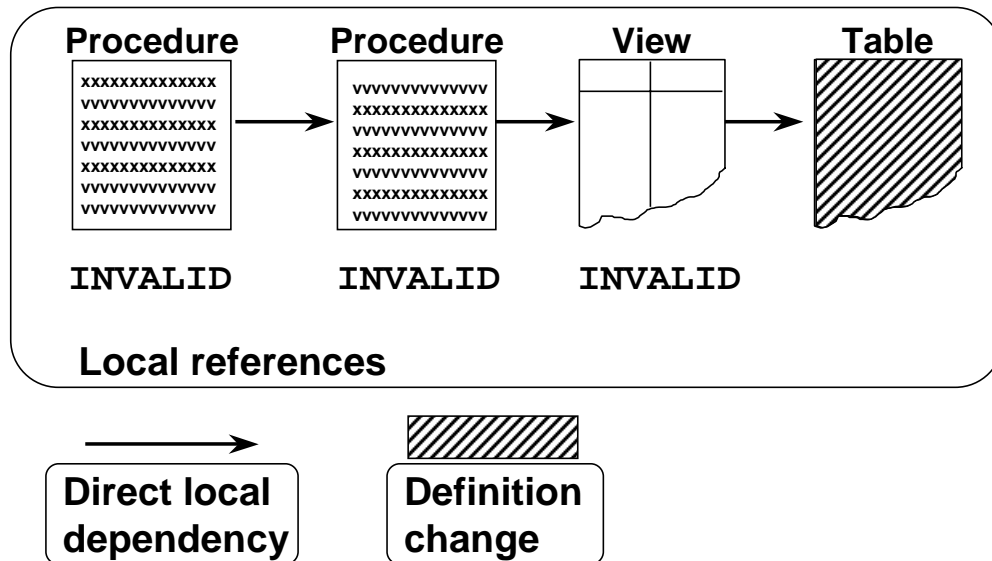 Procedure Procedure View Table
xxxxxxxxxxxxxx
vvvvvvvvvvvvvv
xxxxxxxxxxxxxx
vvvvvvvvvvvvvv
xxxxxxxxxxxxxx
vvvvvvvvvvvvvv
vvvvvvvvvvvvvv
vvvvvvvvvvvvvv
xxxxxxxxxxxxxx
vvvvvvvvvvvvvv
xxxxxxxxxxxxxx
vvvvvvvvvvvvvv
xxxxxxxxxxxxxx
vvvvvvvvvvvvvv
INVALID INVALID INVALID
Local references
Direct local
dependency
Definition
change